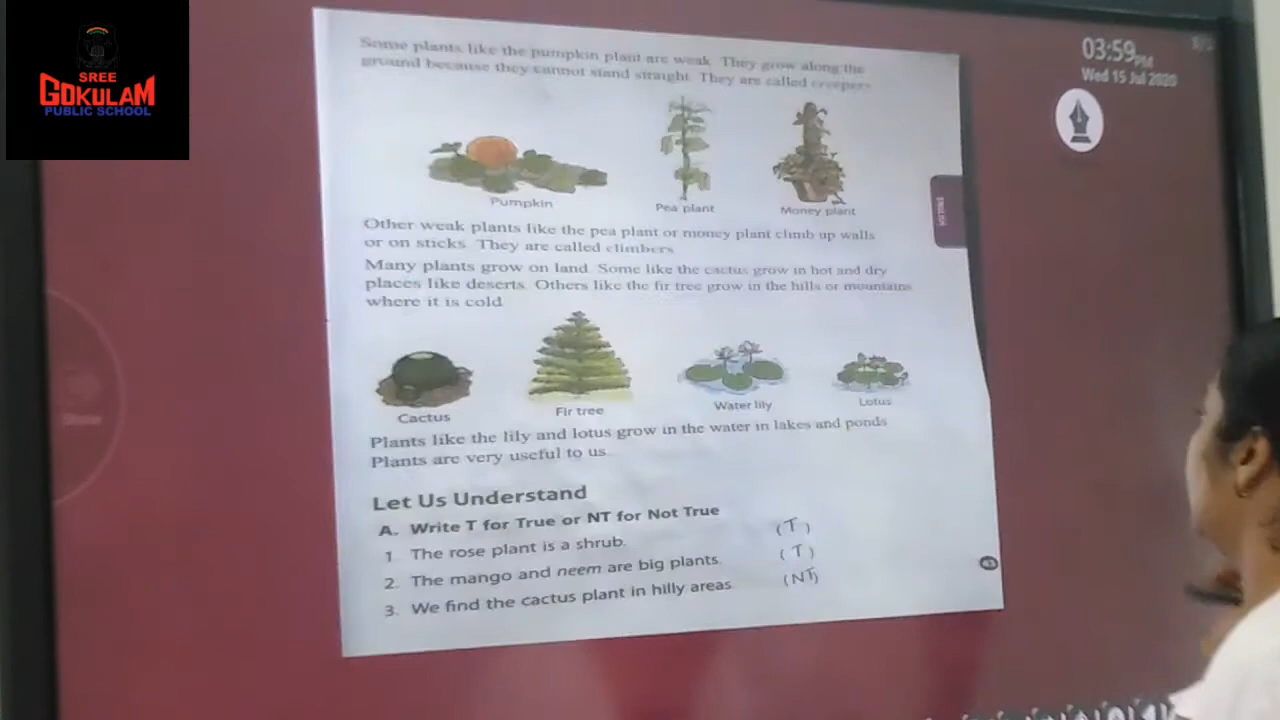 SREE
GOKULAM
PUBLIC SCHOOL
03:59PM
Wed 15 Jul 2020
Some plants like the pumpkin plant are weak. They grow along the
ground because they cannot stand straight. They are called creepers
Pumpkin
Pea plant
Money plant
ENGLISH
Other weak plants like the pea plant or money plant climb up walls
or on sticks. They are called climbers
Many plants grow on land. Some like the cactus grow in hot and dry
places like deserts. Others like the fir tree grow in the hills or mountains
where it is cold
Cactus
Fir tree
Water lily
Lotus
Plants like the lily and lotus grow in the water in lakes and ponds
Plants are very useful to us
Let Us Understand
A. Write T for True or NT for Not True
1 The rose plant is a shrub. (T)
2. The mango and neem are big plants. (T)
3. We find the cactus plant in hilly areas (NT)